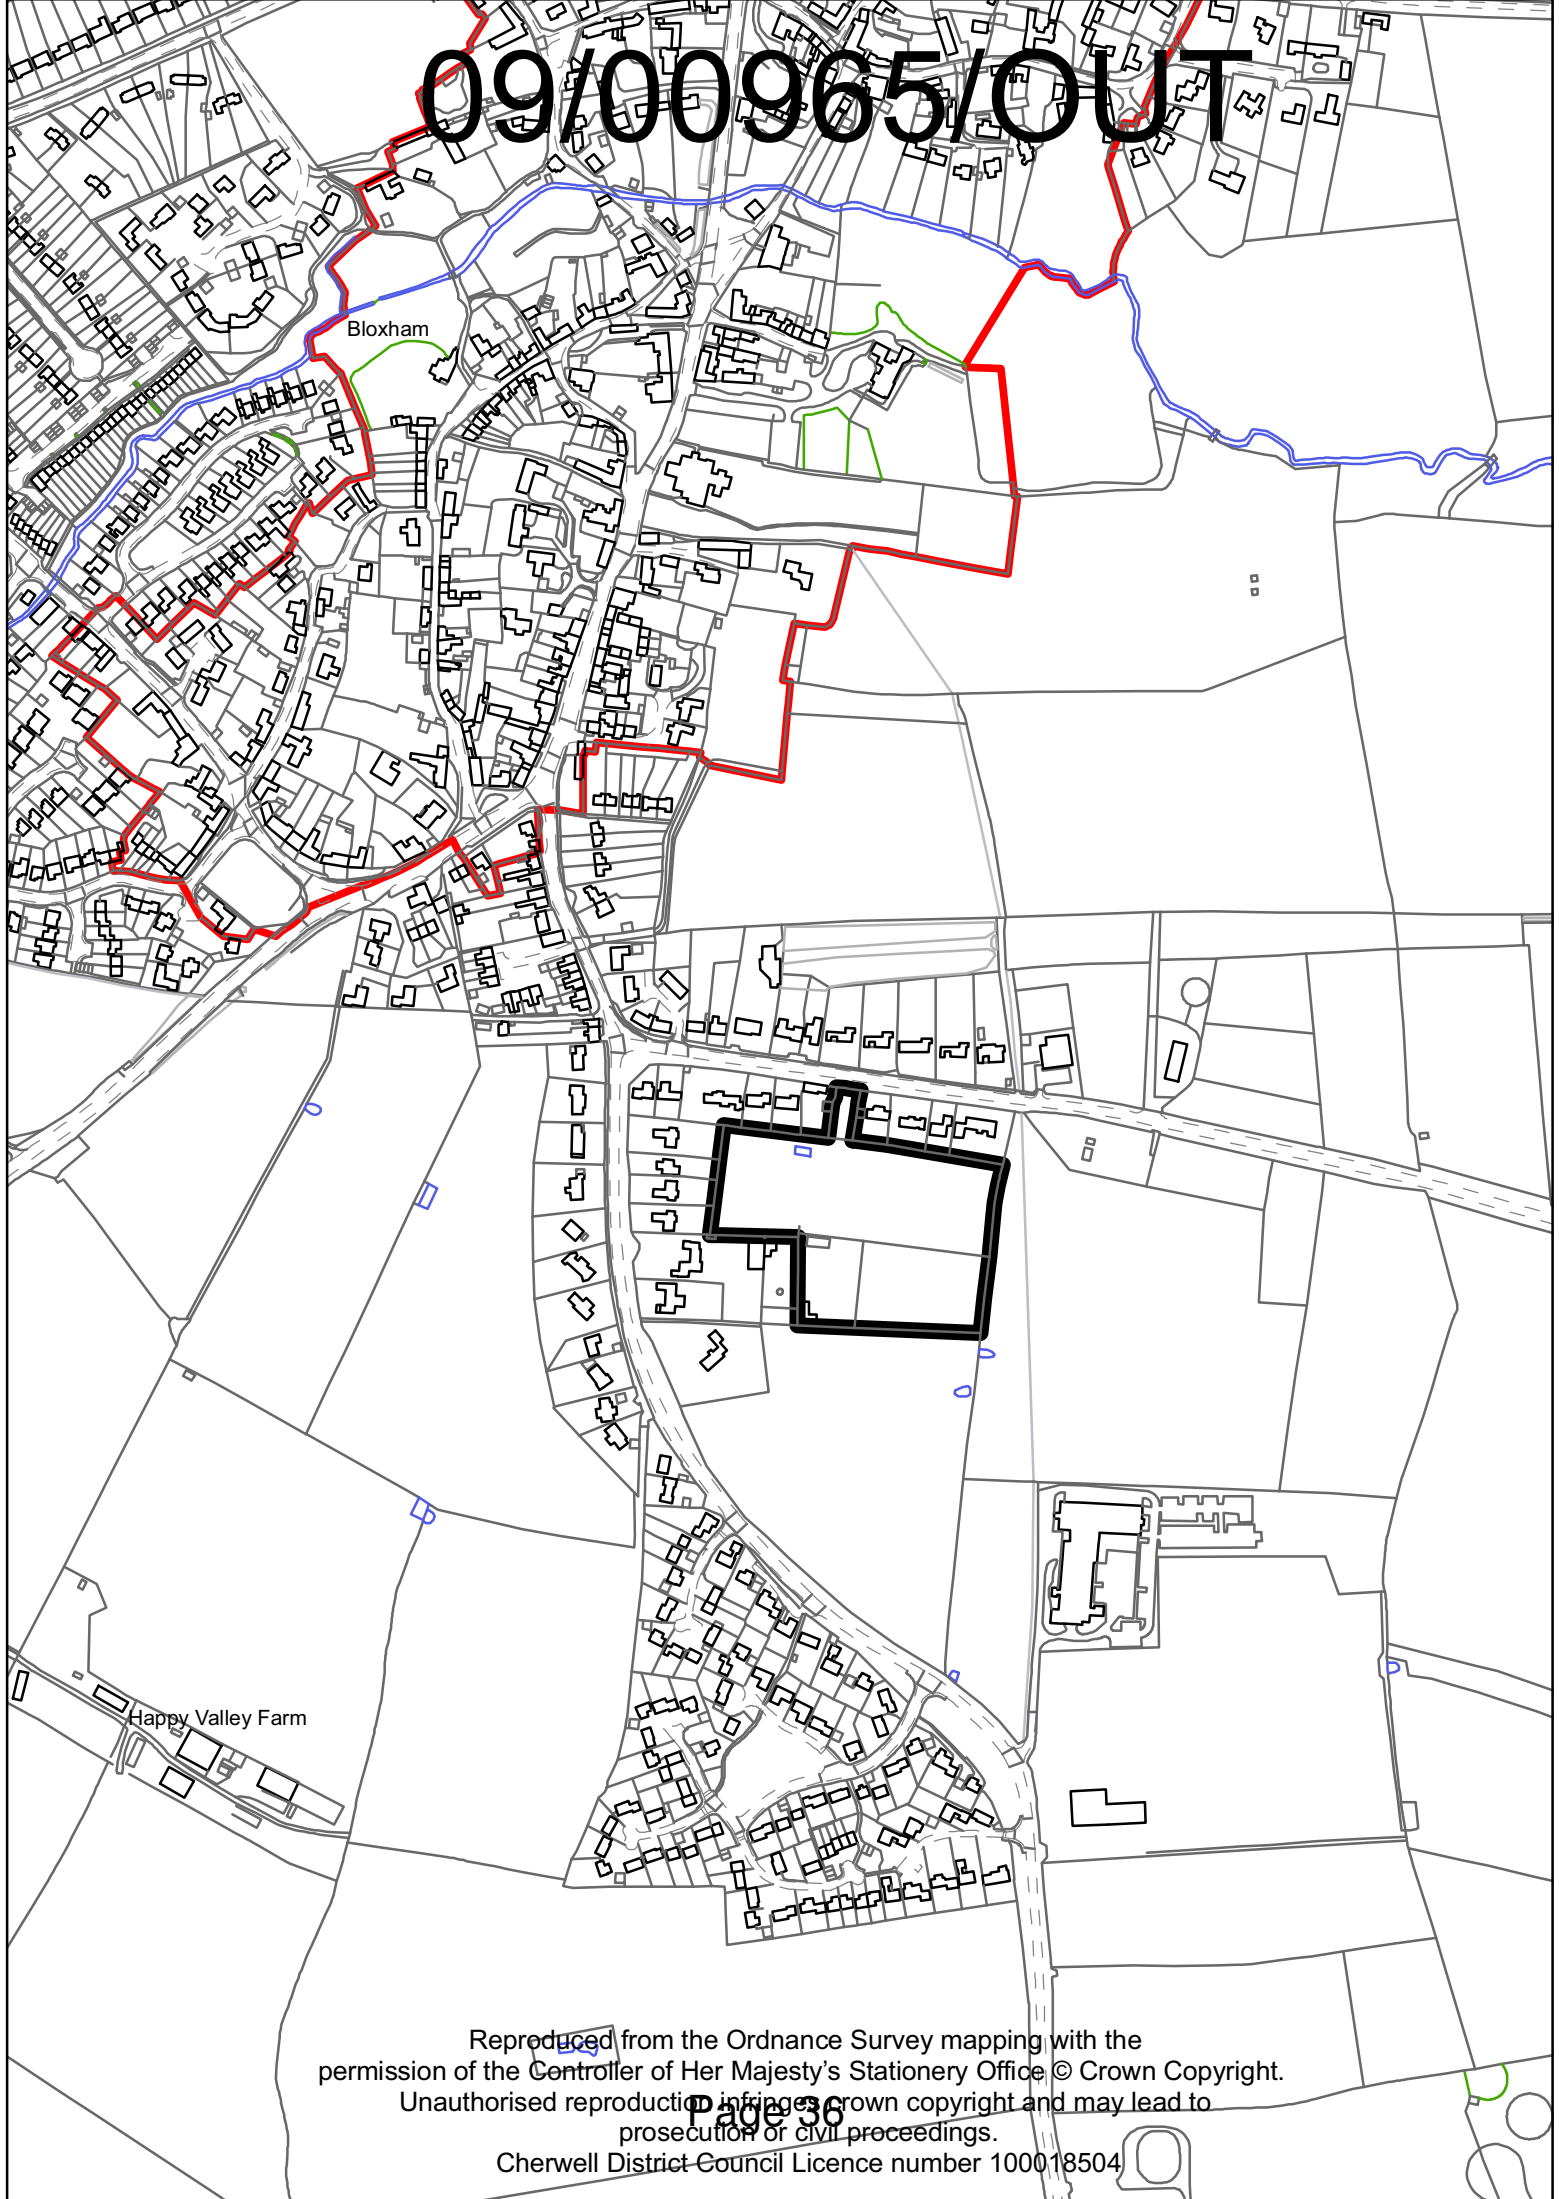 09/00965/OUT
Bloxham
Happy Valley Farm
Reproduced from the Ordnance Survey mapping with the
permission of the Controller of Her Majesty's Stationery Office © Crown Copyright.
Unauthorised reproduction infringes crown copyright and may lead to
Page 36
prosecution or civil proceedings.
Cherwell District Council Licence number 100018504